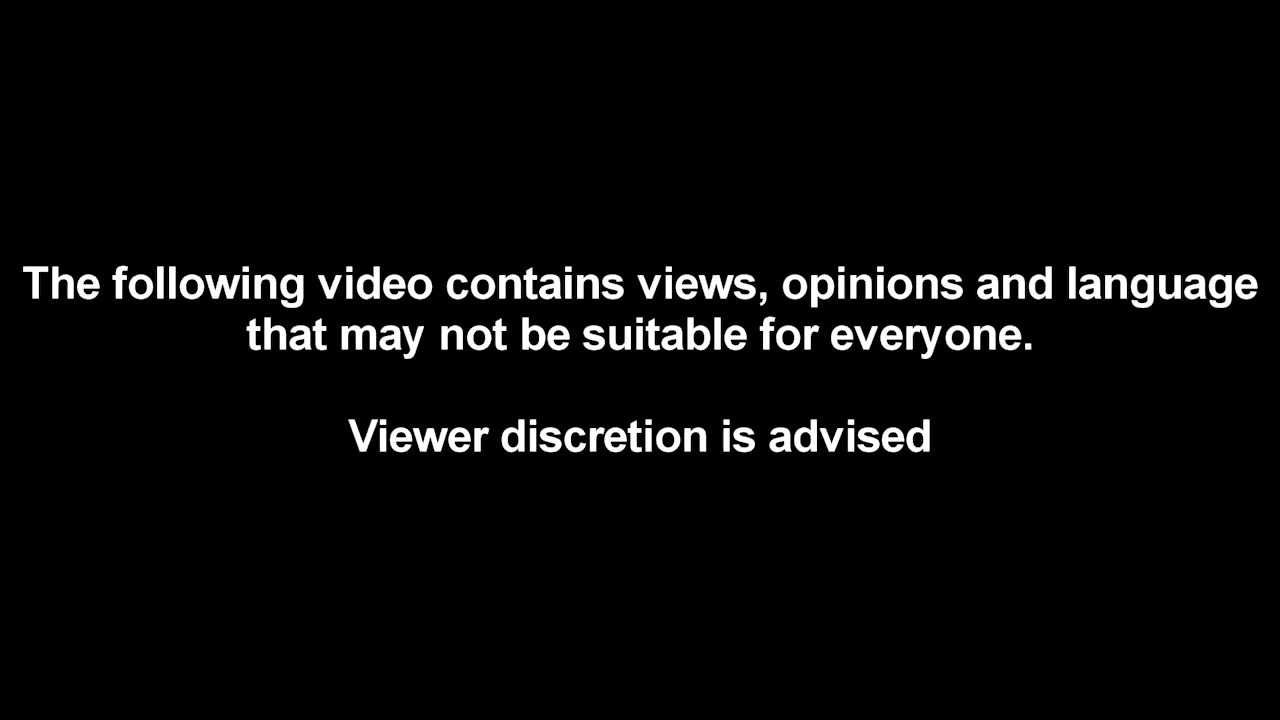 The following video contains views, opinions and language
that may not be suitable for everyone.
Viewer discretion is advised